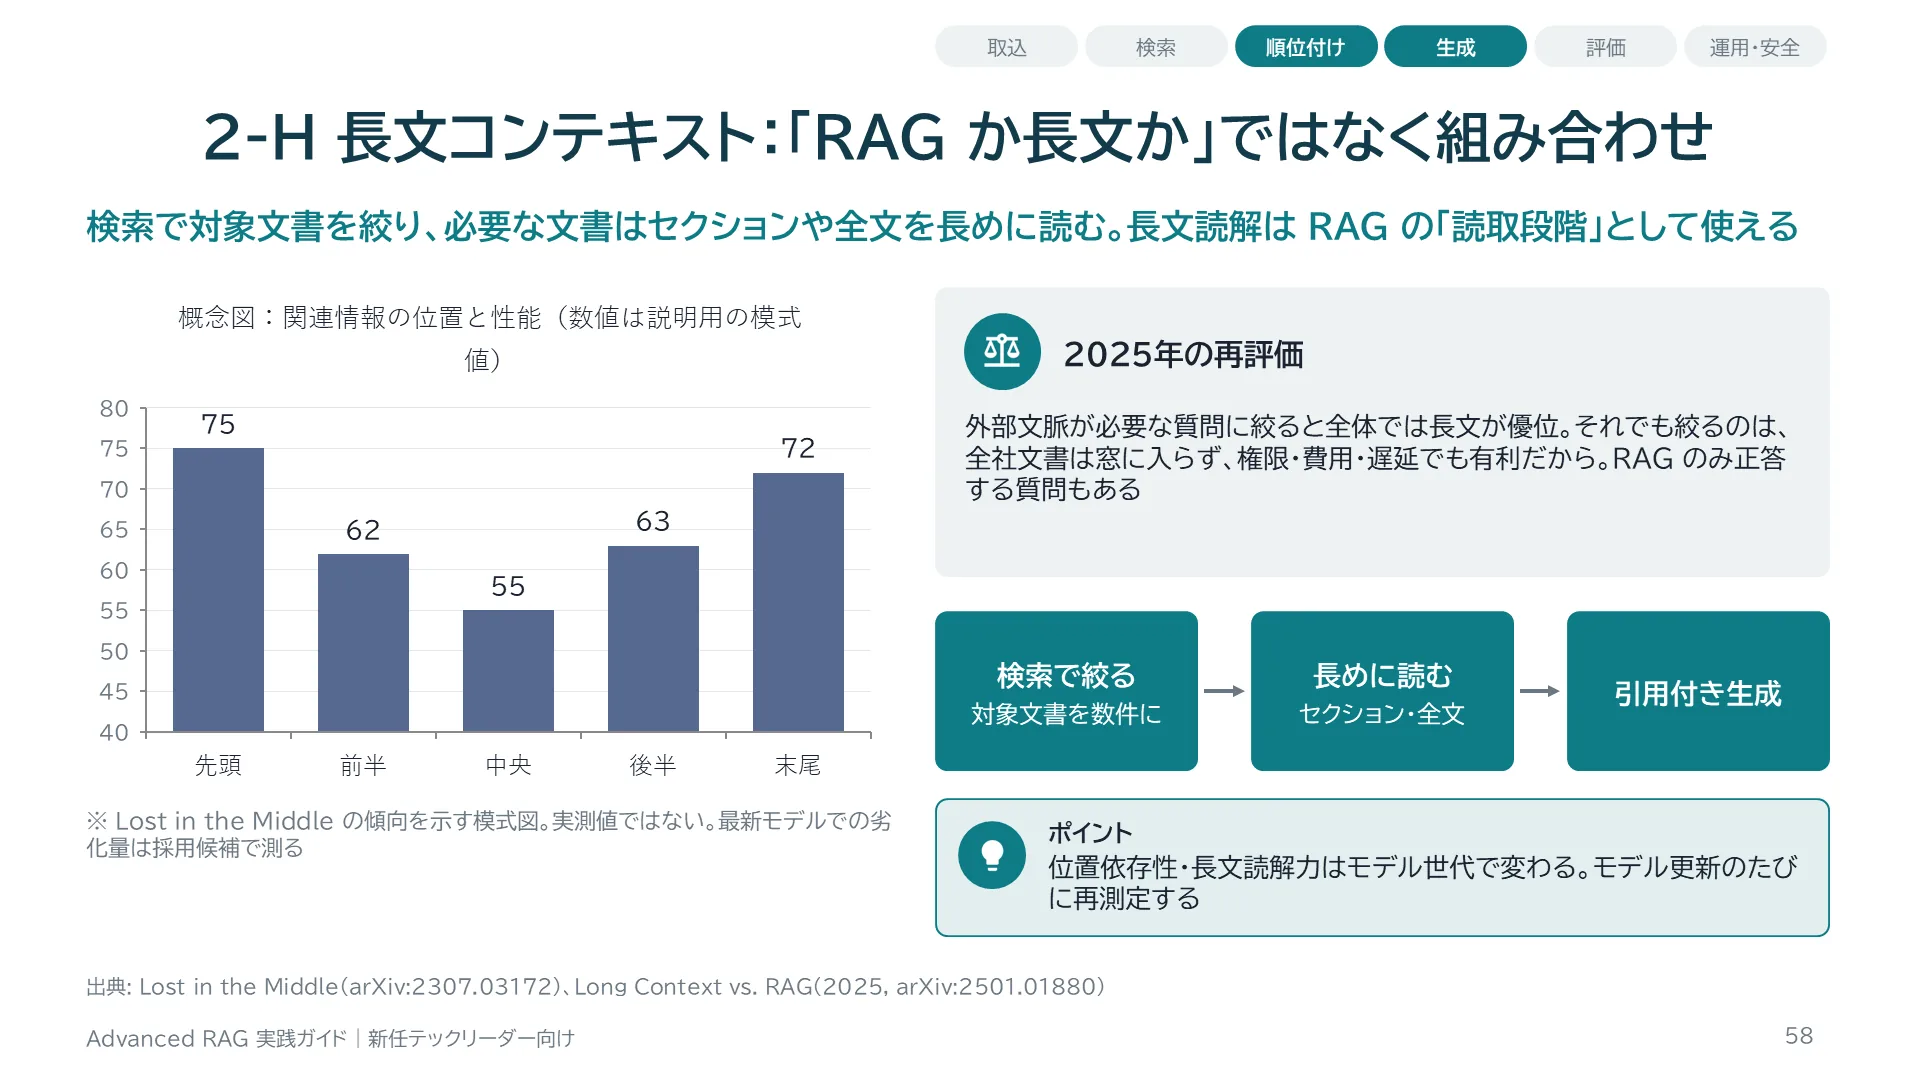 取込
検索
順位付け
生成
評価
運用・安全
2-H 長文コンテキスト：「RAG か長文か」ではなく組み合わせ
検索で対象文書を絞り、必要な文書はセクションや全文を長めに読む。長文読解は RAG の「読取段階」として使える
概念図：関連情報の位置と性能（数値は説明用の模式
値）
80
75
70
65
60
55
50
45
40
75
62
55
63
72
先頭
前半
中央
後半
末尾
※ Lost in the Middle の傾向を示す模式図。実測値ではない。最新モデルでの劣
化量は採用候補で測る
2025年の再評価
外部文脈が必要な質問に絞ると全体では長文が優位。それでも絞るのは、
全社文書は窓に入らず、権限・費用・遅延でも有利だから。RAG のみ正答
する質問もある
検索で絞る
対象文書を数件に
長めに読む
セクション・全文
引用付き生成
ポイント
位置依存性・長文読解力はモデル世代で変わる。モデル更新のたび
に再測定する
出典: Lost in the Middle（arXiv:2307.03172）、Long Context vs. RAG（2025, arXiv:2501.01880）
Advanced RAG 実践ガイド｜新任テックリーダー向け
58